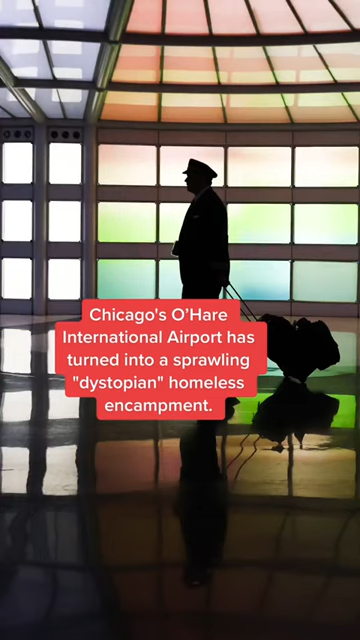 Chicago's O'Hare
International Airport has
turned into a sprawling
"dystopian" homeless
encampment.